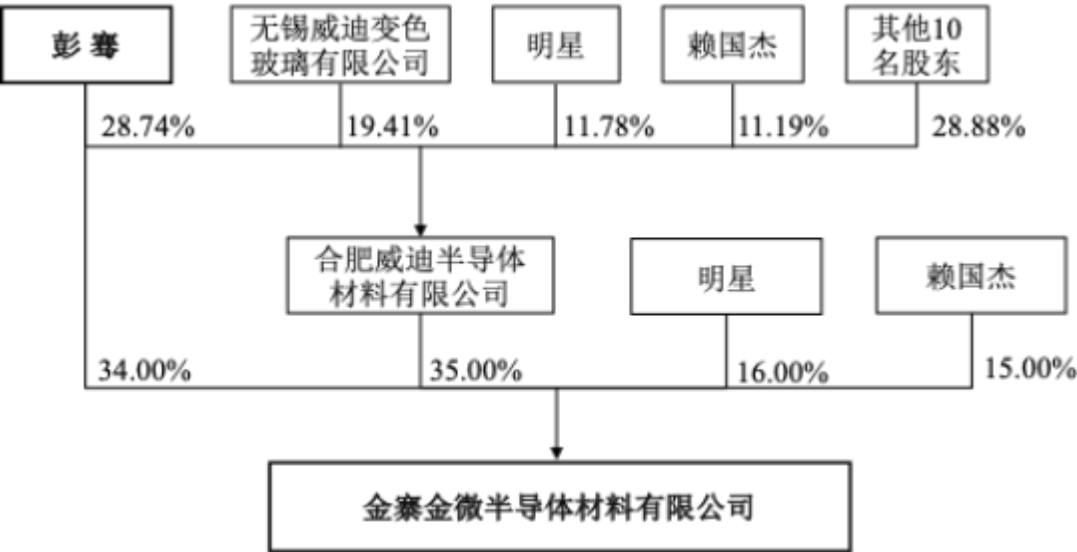 彭骞
无锡威迪变色
玻璃有限公司
明星
赖国杰
其他10
名股东
28.74%
19.41%
11.78%
11.19%
28.88%
合肥威迪半导体
材料有限公司
明星
赖国杰
34.00%
35.00%
16.00%
15.00%
金寨金微半导体材料有限公司